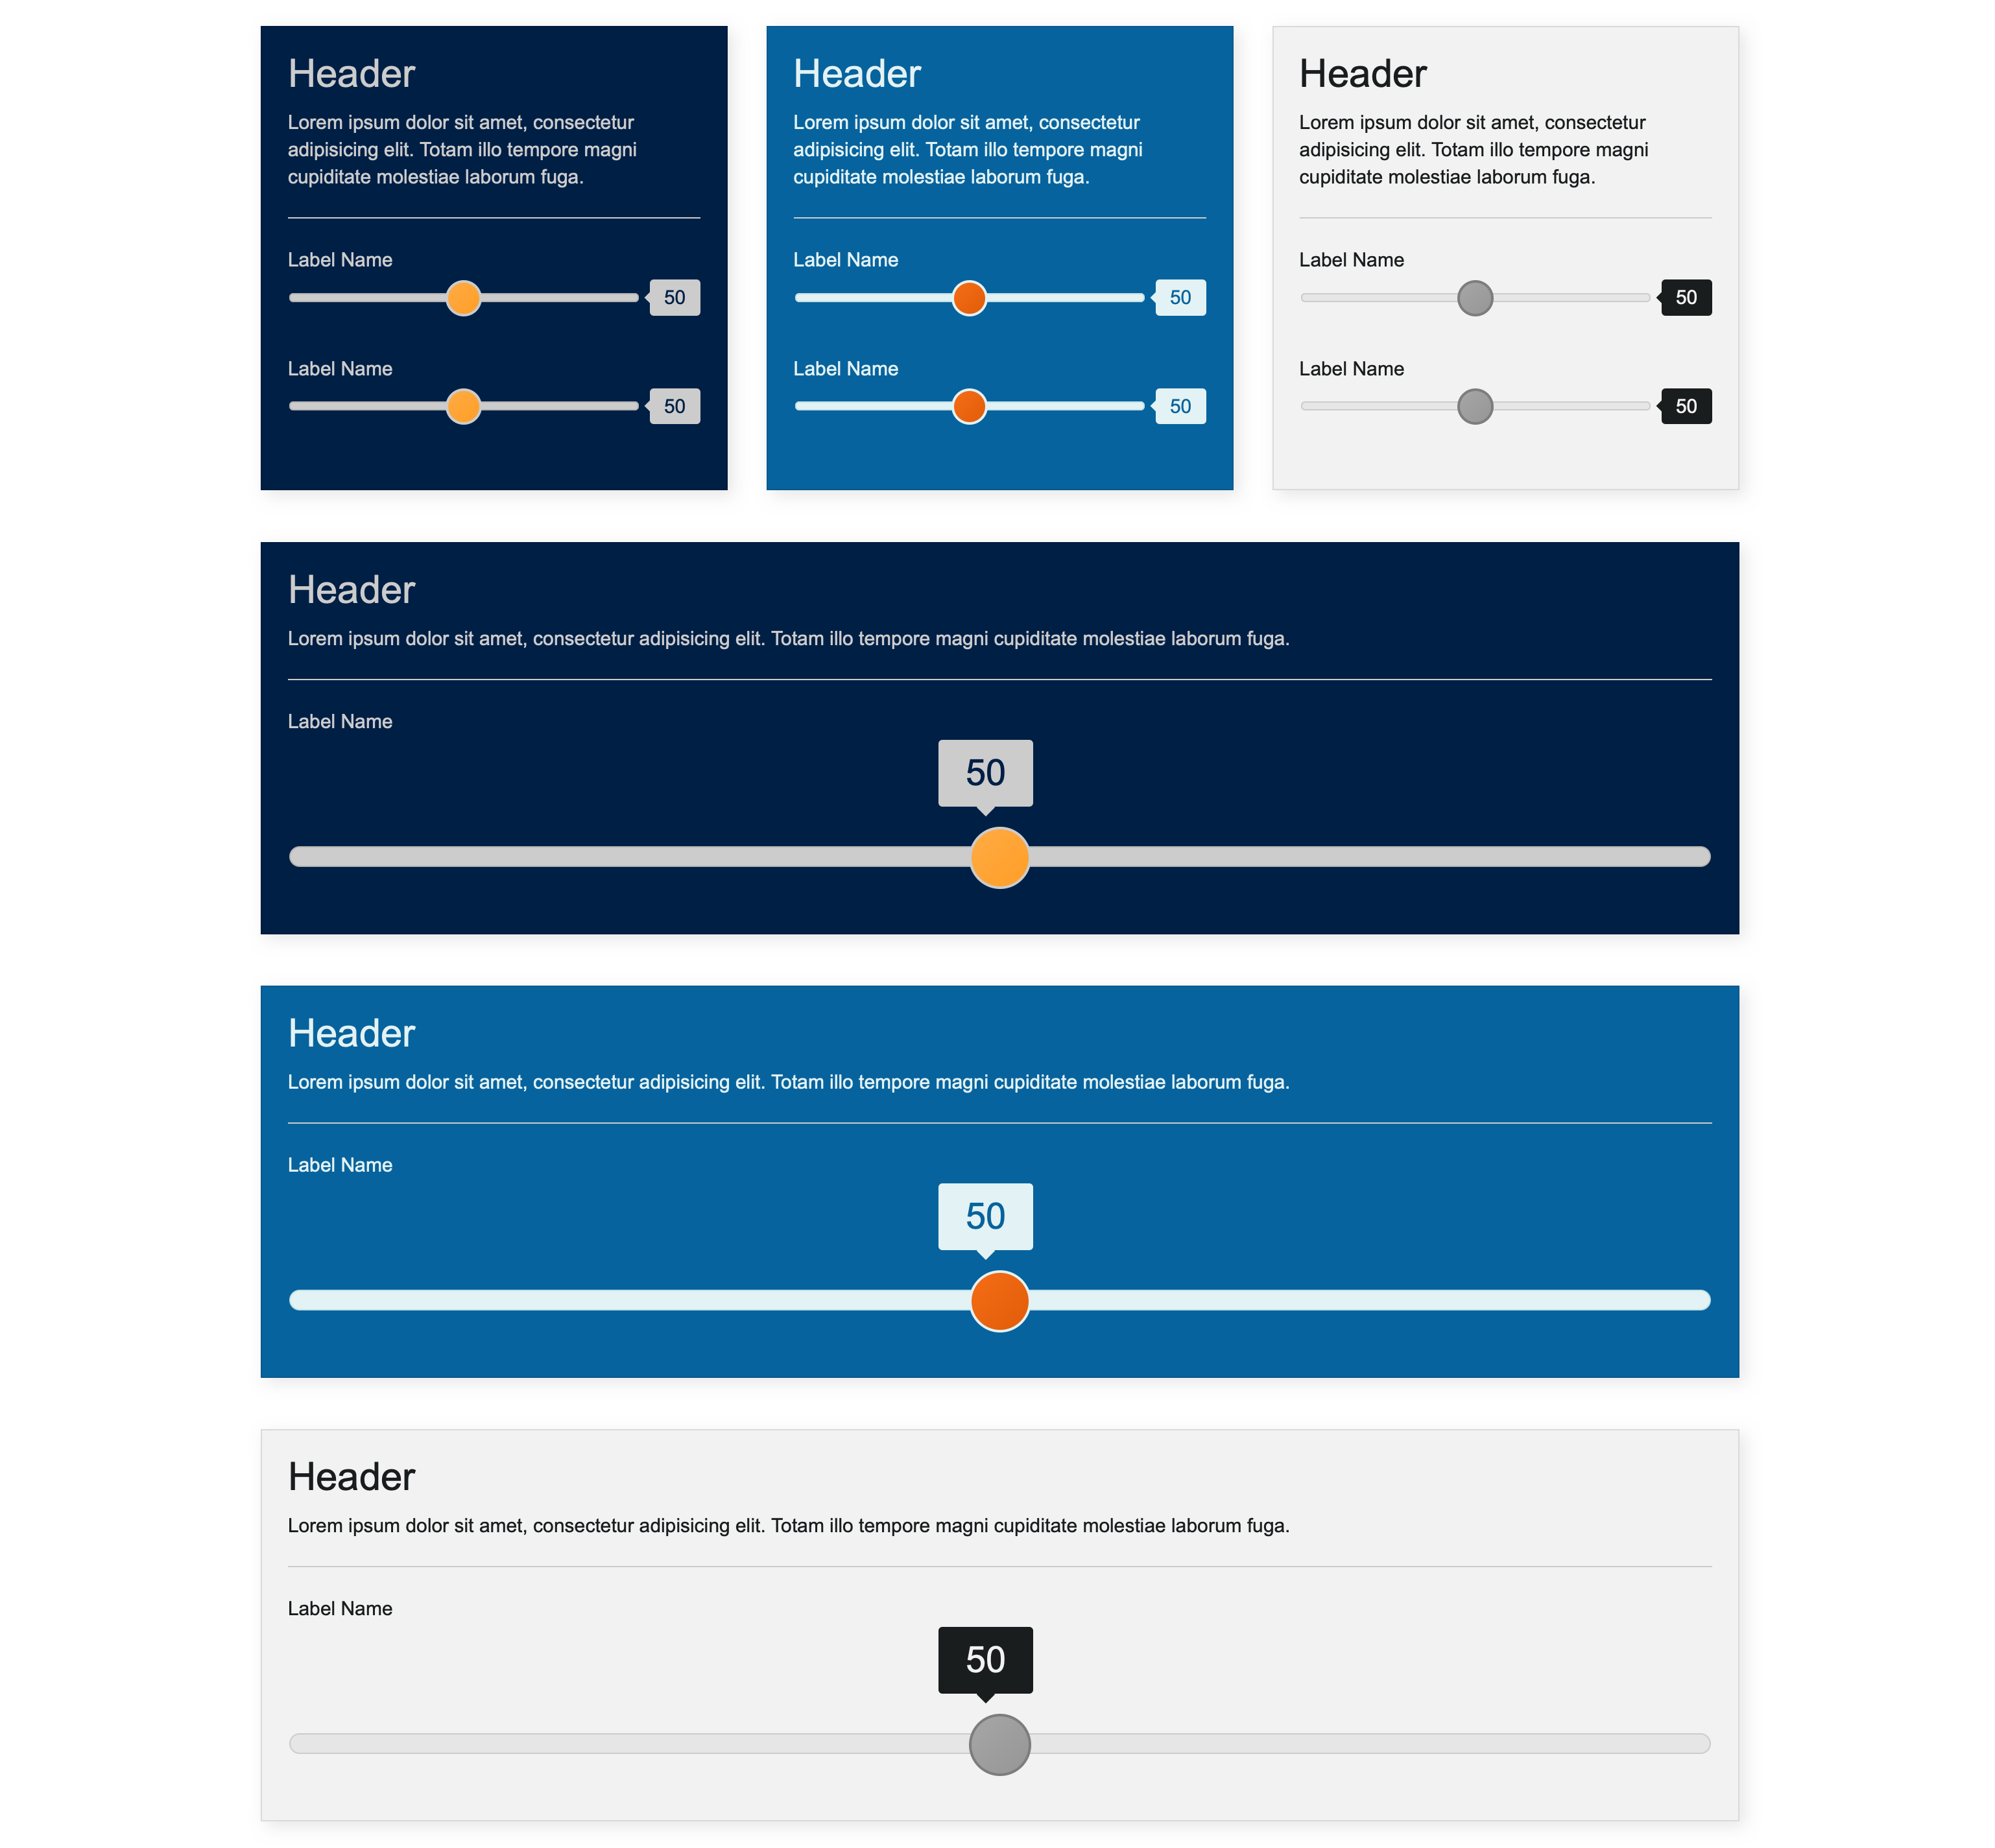 Header
Lorem ipsum dolor sit amet, consectetur
adipisicing elit. Totam illo tempore magni
cupiditate molestiae laborum fuga.
Label Name
50
Label Name
50
Header
Lorem ipsum dolor sit amet, consectetur
adipisicing elit. Totam illo tempore magni
cupiditate molestiae laborum fuga.
Label Name
50
Label Name
50
Header
Lorem ipsum dolor sit amet, consectetur
adipisicing elit. Totam illo tempore magni
cupiditate molestiae laborum fuga.
Label Name
50
Label Name
50
Header
Lorem ipsum dolor sit amet, consectetur adipisicing elit. Totam illo tempore magni cupiditate molestiae laborum fuga.
Label Name
50
Header
Lorem ipsum dolor sit amet, consectetur adipisicing elit. Totam illo tempore magni cupiditate molestiae laborum fuga.
Label Name
50
Header
Lorem ipsum dolor sit amet, consectetur adipisicing elit. Totam illo tempore magni cupiditate molestiae laborum fuga.
Label Name
50